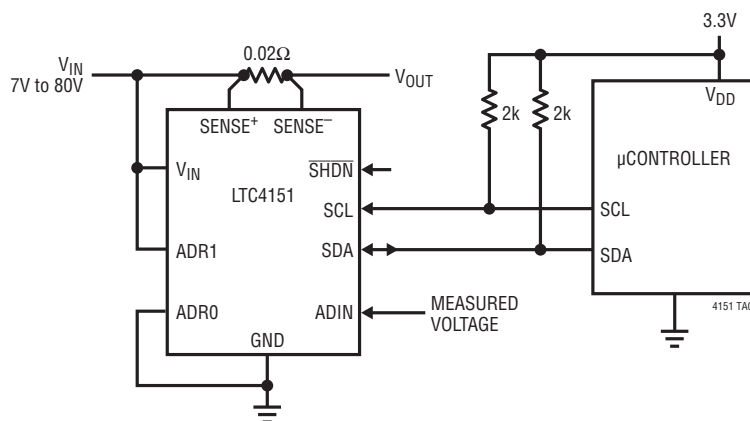 3.3V
V_IN
7V to 80V
0.02Ω
V_OUT
SENSE⁺ SENSE⁻
V_DD
2k 2k
µCONTROLLER
V_IN
S̅H̅D̅N̅
LTC4151
SCL
SCL
SDA
SDA
ADR1
ADR0
ADIN
MEASURED
VOLTAGE
GND